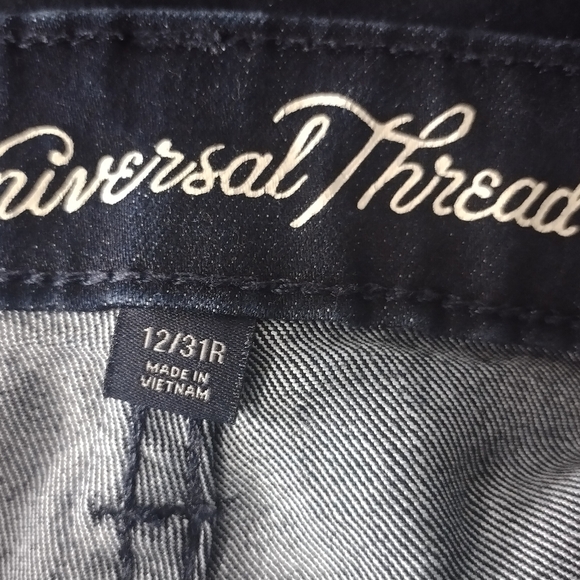 niversal Thread
12/31R
MADE IN
VIETNAM